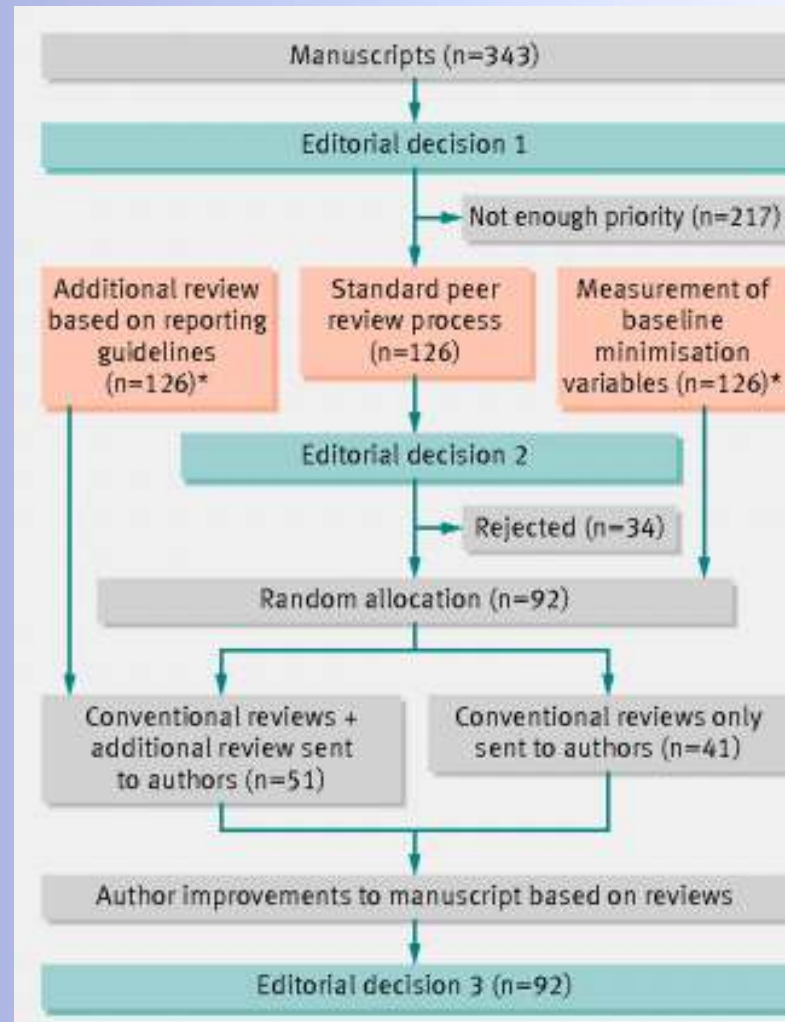 Manuscripts (n=343)
Editorial decision 1
Not enough priority (n=217)
Additional review
based on reporting
guidelines
(n=126)*
Standard peer
review process
(n=126)
Measurement of
baseline
minimisation
variables (n=126)*
Editorial decision 2
Rejected (n=34)
Random allocation (n=92)
Conventional reviews +
additional review sent
to authors (n=51)
Conventional reviews only
sent to authors (n=41)
Author improvements to manuscript based on reviews
Editorial decision 3 (n=92)